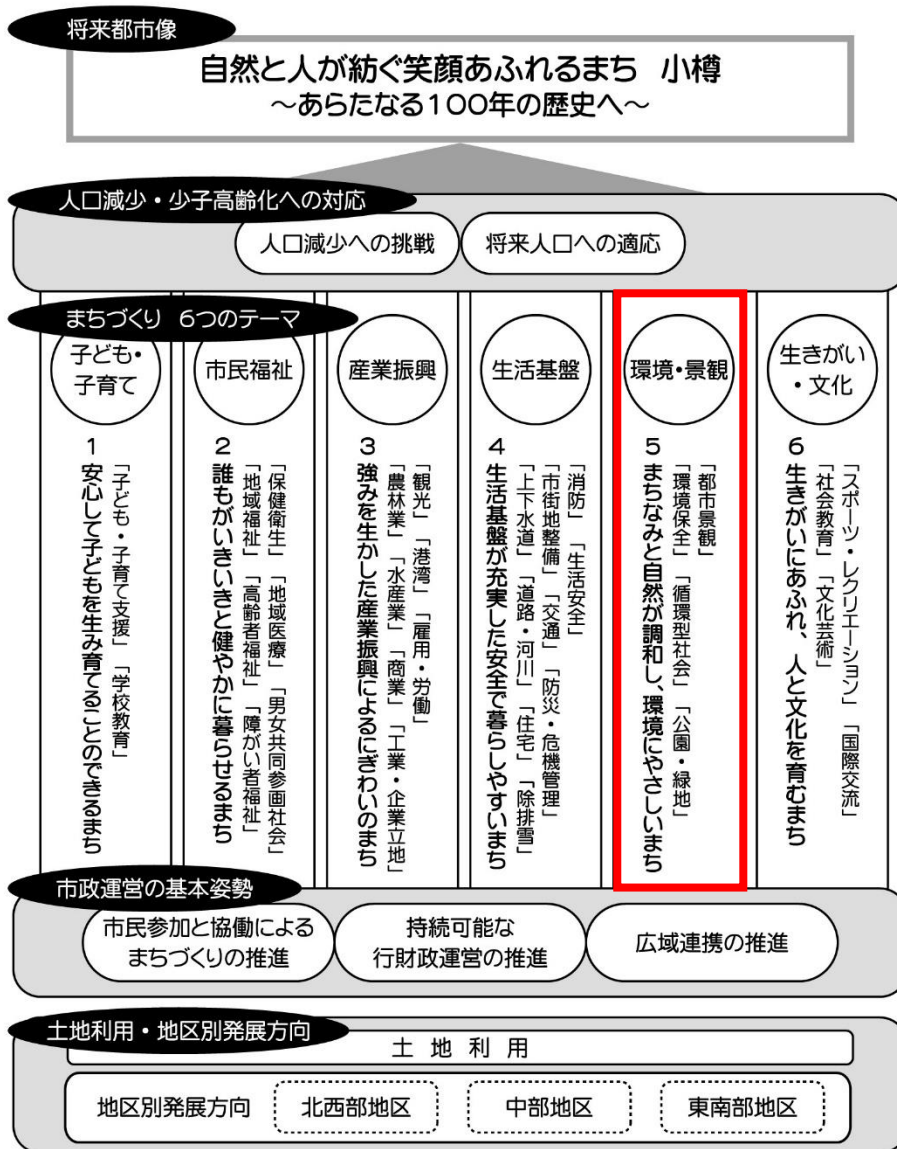 将来都市像
自然と人が紡ぐ笑顔あふれるまち 小樽
～あらたなる100年の歴史へ～
人口減少・少子高齢化への対応
人口減少への挑戦
将来人口への適応
まちづくり 6つのテーマ
子ども・
子育て
1
安心して子どもを生み育てることのできるまち
「子ども・子育て支援」「学校教育」
市民福祉
2
誰もがいきいきと健やかに暮らせるまち
「地域福祉」「高齢者福祉」「障がい者福祉」
「保健衛生」「地域医療」「男女共同参画社会」
産業振興
3
強みを生かした産業振興によるにぎわいのまち
「農林業」「水産業」「商業」「工業・企業立地」
「観光」「港湾」「雇用・労働」
生活基盤
4
生活基盤が充実した安全で暮らしやすいまち
「上下水道」「道路・河川」「住宅」「除排雪」
「市街地整備」「交通」「防災・危機管理」
「消防」「生活安全」
環境・景観
5
まちなみと自然が調和し、環境にやさしいまち
「環境保全」「循環型社会」「公園・緑地」
「都市景観」
生きがい
・文化
6
生きがいにあふれ、人と文化を育むまち
「社会教育」「文化芸術」
「スポーツ・レクリエーション」「国際交流」
市政運営の基本姿勢
市民参加と協働による
まちづくりの推進
持続可能な
行財政運営の推進
広域連携の推進
土地利用・地区別発展方向
土地利用
地区別発展方向
北西部地区
中部地区
東南部地区